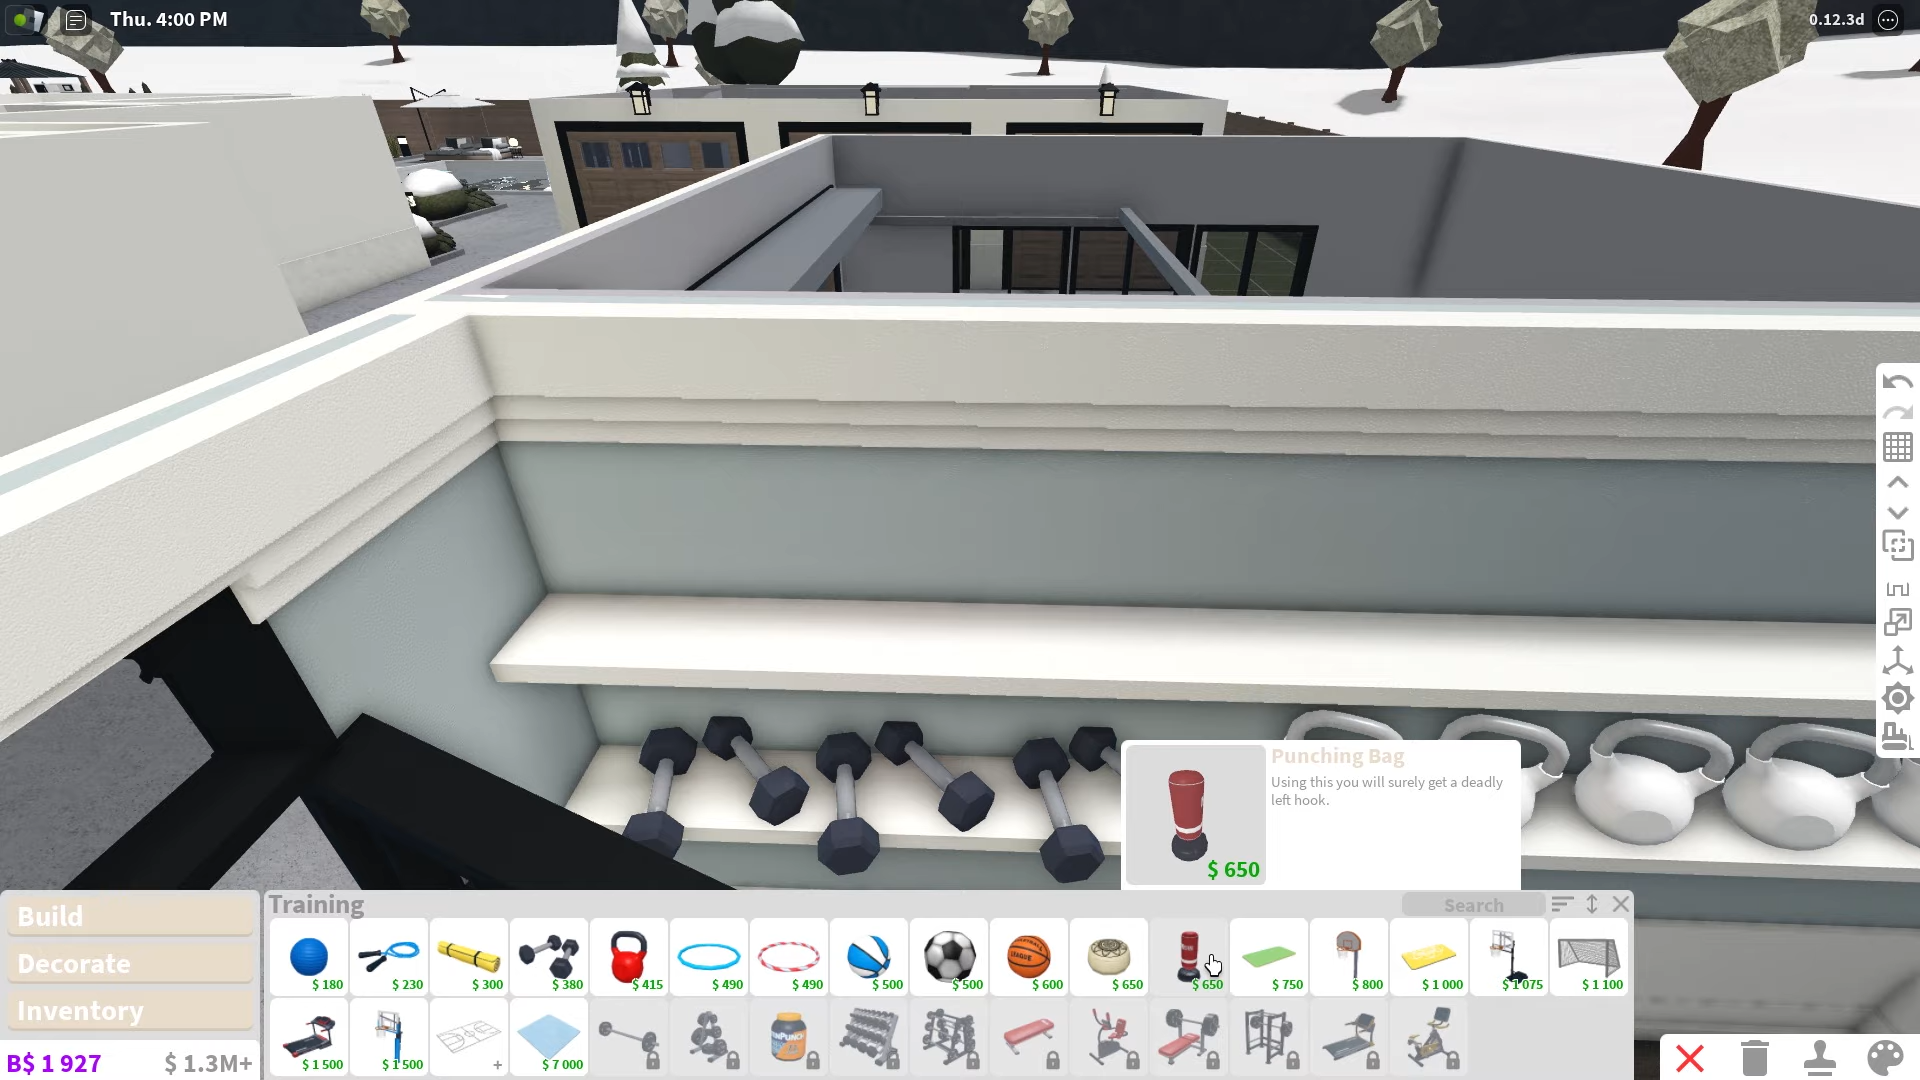 Thu. 4:00 PM
0.12.3d
Punching Bag
Using this you will surely get a deadly
left hook.
$ 650
Training
Search
Build
Decorate
Inventory
$ 180 $ 230 $ 300 $ 380 $ 415 $ 490 $ 490 $ 500 $ 500 $ 600 $ 650 $ 650 $ 750 $ 800 $ 1 000 $ 1 075 $ 1 100
$ 1 500 $ 1 500 + $ 7 000
B$ 1 927 $ 1.3M+